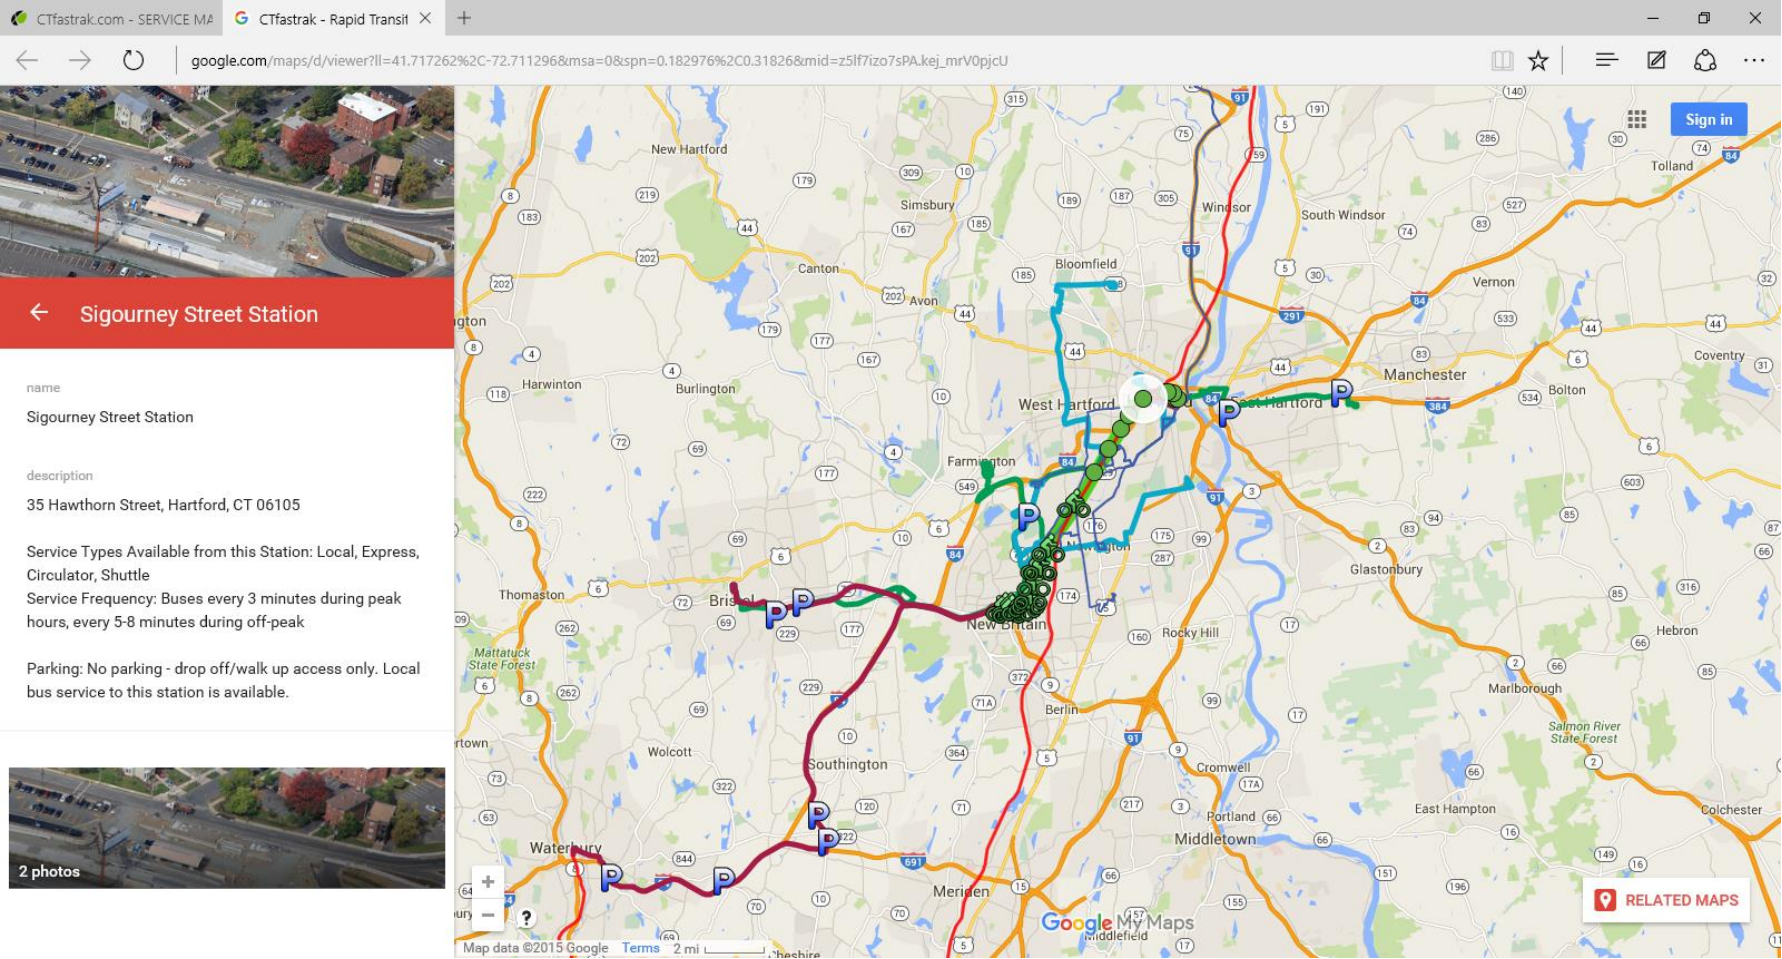 CTfastrak.com - SERVICE MA
CTfastrak - Rapid Transit
google.com/maps/d/viewer?ll=41.717262%2C-72.711296&msa=0&spn=0.182976%2C0.31826&mid=z5lf7izo7sPA.kej_mrV0pjcU
Sign in
Sigourney Street Station
name
Sigourney Street Station
description
35 Hawthorn Street, Hartford, CT 06105
Service Types Available from this Station: Local, Express,
Circulator, Shuttle
Service Frequency: Buses every 3 minutes during peak
hours, every 5-8 minutes during off-peak
Parking: No parking - drop off/walk up access only. Local
bus service to this station is available.
2 photos
New Hartford
Simsbury
Windsor
South Windsor
Tolland
Canton
Bloomfield
Avon
Vernon
Harwinton
Burlington
West Hartford
East Hartford
Manchester
Bolton
Coventry
Farmington
Newington
Glastonbury
Thomaston
Bristol
New Britain
Rocky Hill
Hebron
Mattatuck
State Forest
Berlin
Marlborough
Salmon River
State Forest
Wolcott
Southington
Cromwell
East Hampton
Colchester
Portland
Middletown
Waterbury
Meriden
Middlefield
Cheshire
Google My Maps
RELATED MAPS
Map data ©2015 Google
Terms
2 mi